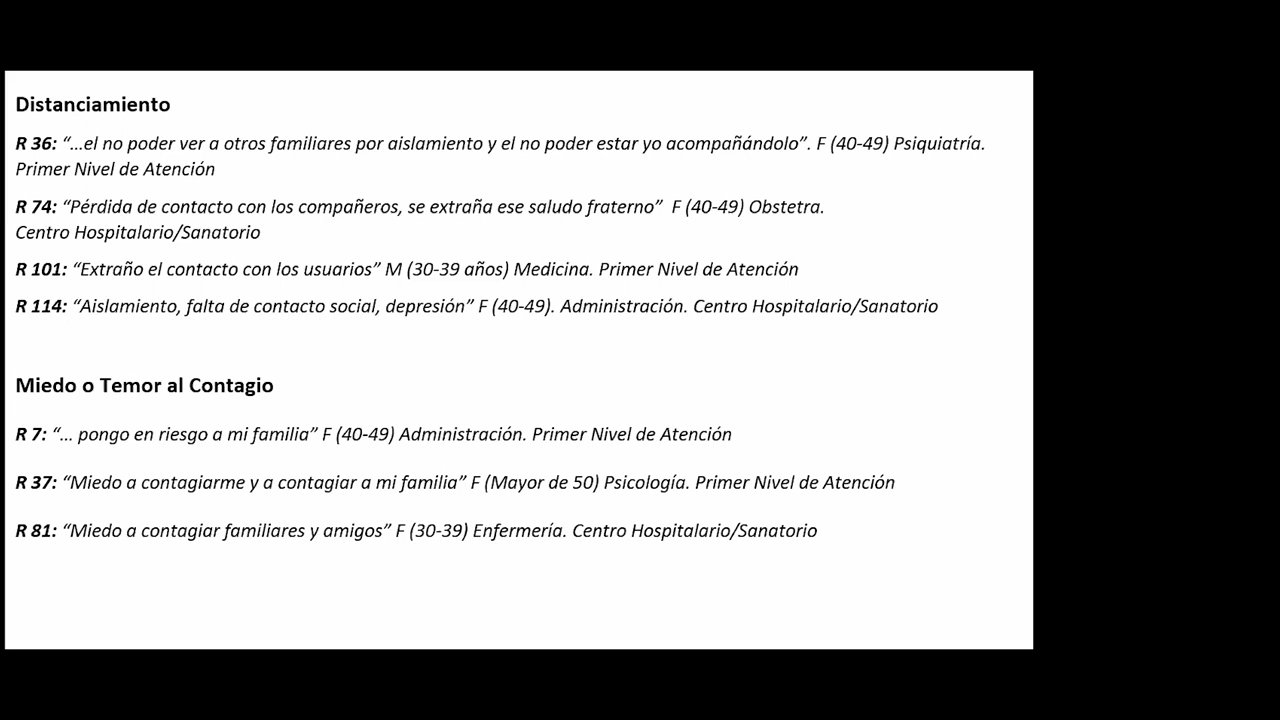 Distanciamiento
R 36: “…el no poder ver a otros familiares por aislamiento y el no poder estar yo acompañándolo”. F (40-49) Psiquiatría.
Primer Nivel de Atención
R 74: “Pérdida de contacto con los compañeros, se extraña ese saludo fraterno” F (40-49) Obstetra.
Centro Hospitalario/Sanatorio
R 101: “Extraño el contacto con los usuarios” M (30-39 años) Medicina. Primer Nivel de Atención
R 114: “Aislamiento, falta de contacto social, depresión” F (40-49). Administración. Centro Hospitalario/Sanatorio
Miedo o Temor al Contagio
R 7: “… pongo en riesgo a mi familia” F (40-49) Administración. Primer Nivel de Atención
R 37: “Miedo a contagiarme y a contagiar a mi familia” F (Mayor de 50) Psicología. Primer Nivel de Atención
R 81: “Miedo a contagiar familiares y amigos” F (30-39) Enfermería. Centro Hospitalario/Sanatorio